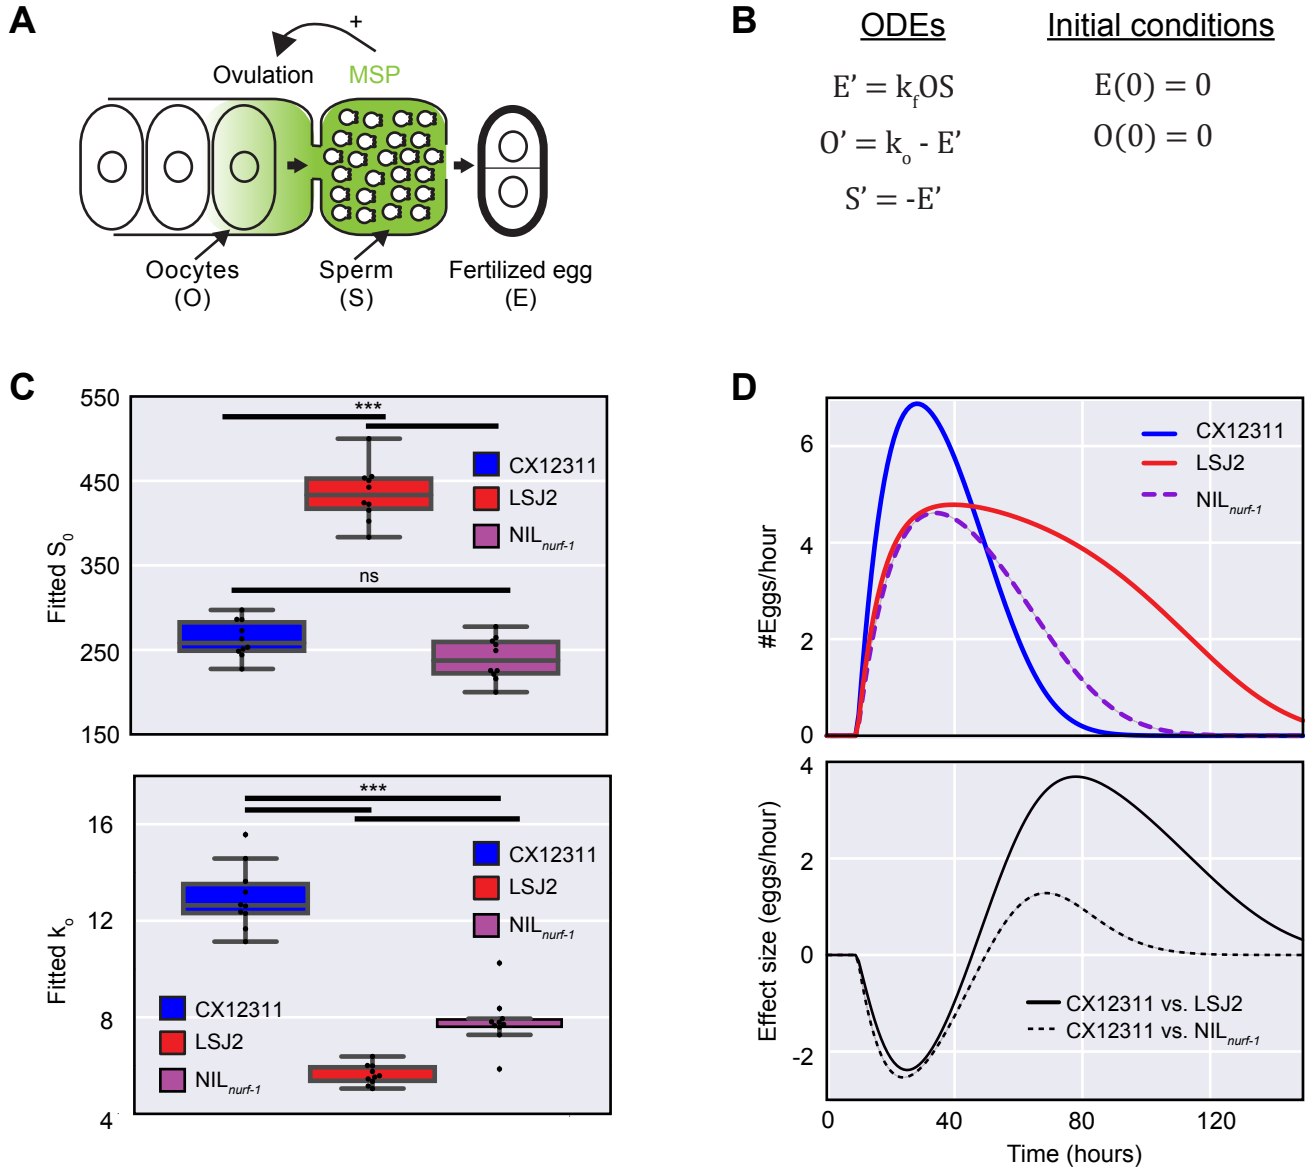 A
+
Ovulation MSP
Oocytes
(O)
Sperm
(S)
Fertilized egg
(E)
B
ODEs
Initial conditions
E’ = k_f OS
E(0) = 0
O’ = k_o - E’
O(0) = 0
S’ = -E’
C
Fitted S_0
550
450
350
250
150
***
ns
CX12311
LSJ2
NIL_nurf-1
Fitted k_o
16
12
8
4
***
CX12311
LSJ2
NIL_nurf-1
CX12311
LSJ2
NIL_nurf-1
D
#Eggs/hour
6
4
2
0
CX12311
LSJ2
NIL_nurf-1
Effect size (eggs/hour)
4
2
0
-2
CX12311 vs. LSJ2
CX12311 vs. NIL_nurf-1
0 40 80 120
Time (hours)